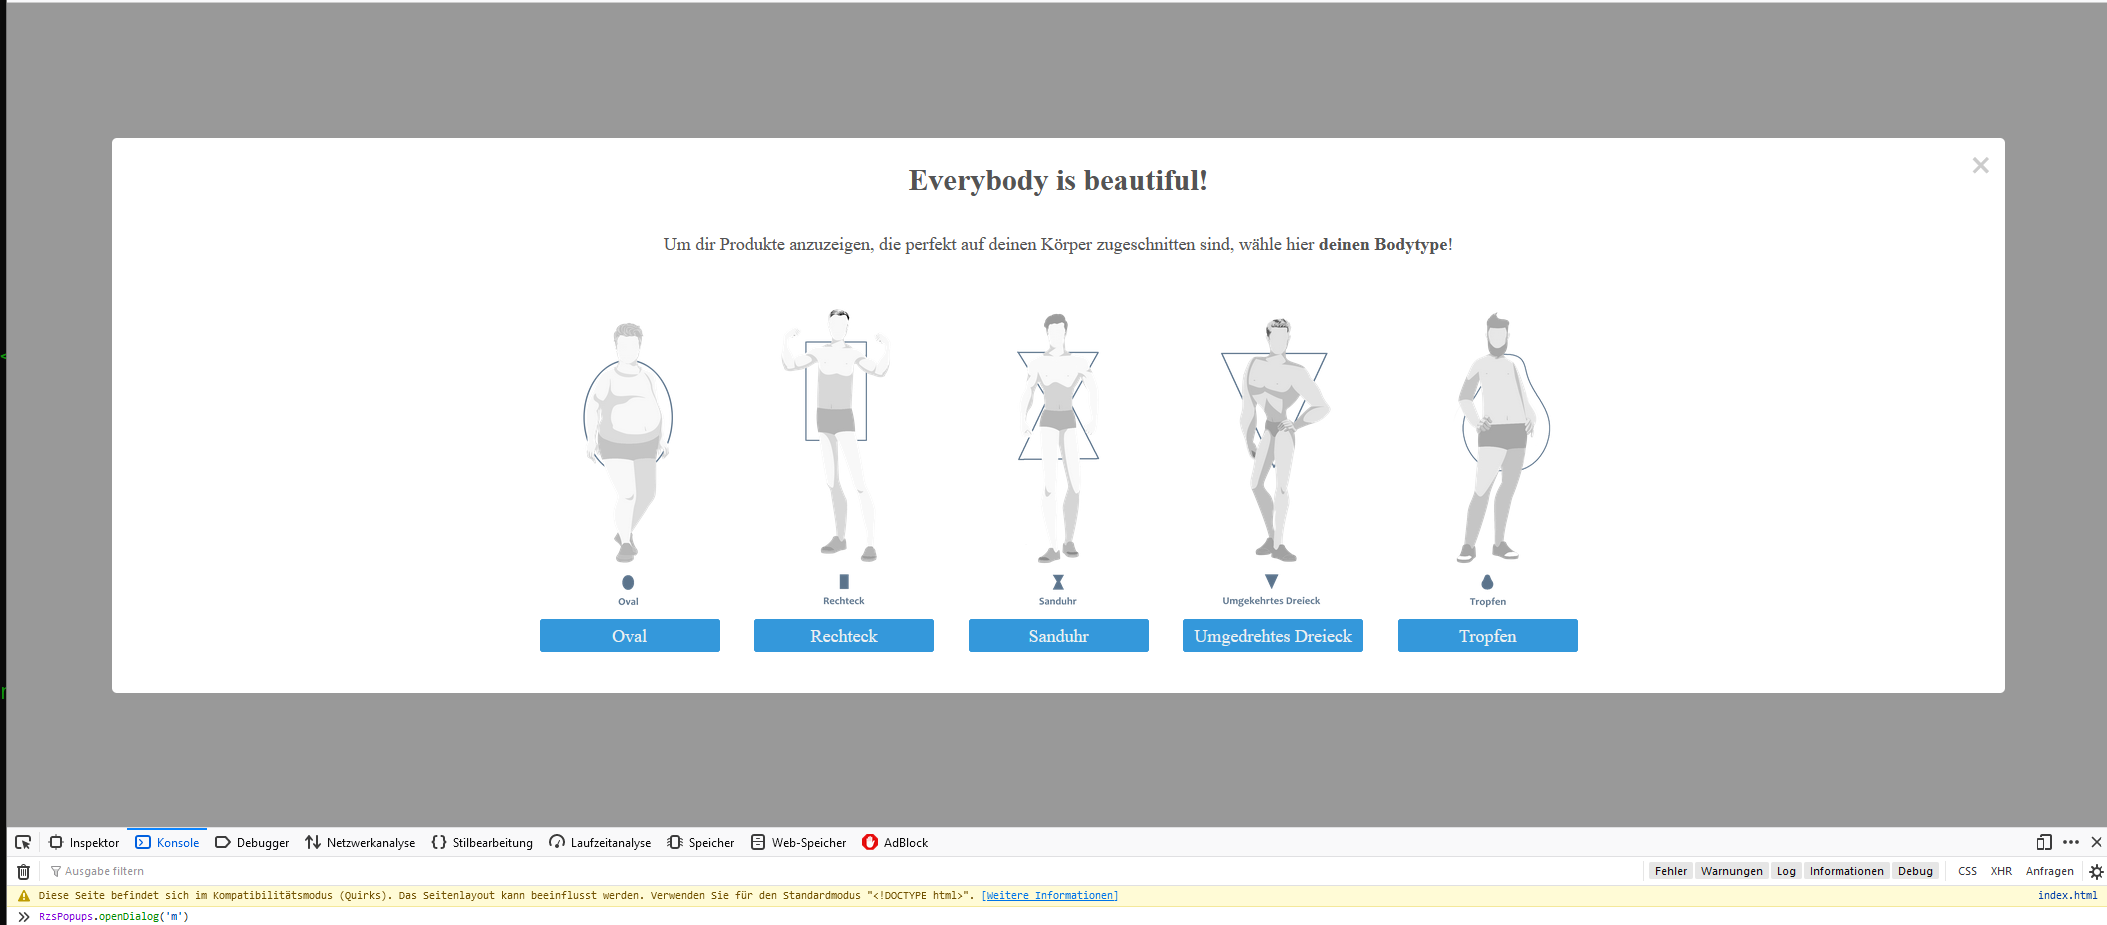 Everybody is beautiful!
Um dir Produkte anzuzeigen, die perfekt auf deinen Körper zugeschnitten sind, wähle hier deinen Bodytype!
Oval Rechteck Sanduhr Umgekehrtes Dreieck Tropfen
Oval Rechteck Sanduhr Umgedrehtes Dreieck Tropfen
Inspektor Konsole Debugger Netzwerkanalyse Stilbearbeitung Laufzeitanalyse Speicher Web-Speicher AdBlock
Ausgabe filtern Fehler Warnungen Log Informationen Debug CSS XHR Anfragen
Diese Seite befindet sich im Kompatibilitätsmodus (Quirks). Das Seitenlayout kann beeinflusst werden. Verwenden Sie für den Standardmodus "<!DOCTYPE html>". [Weitere Informationen] index.html
RzsPopups.openDialog('m')